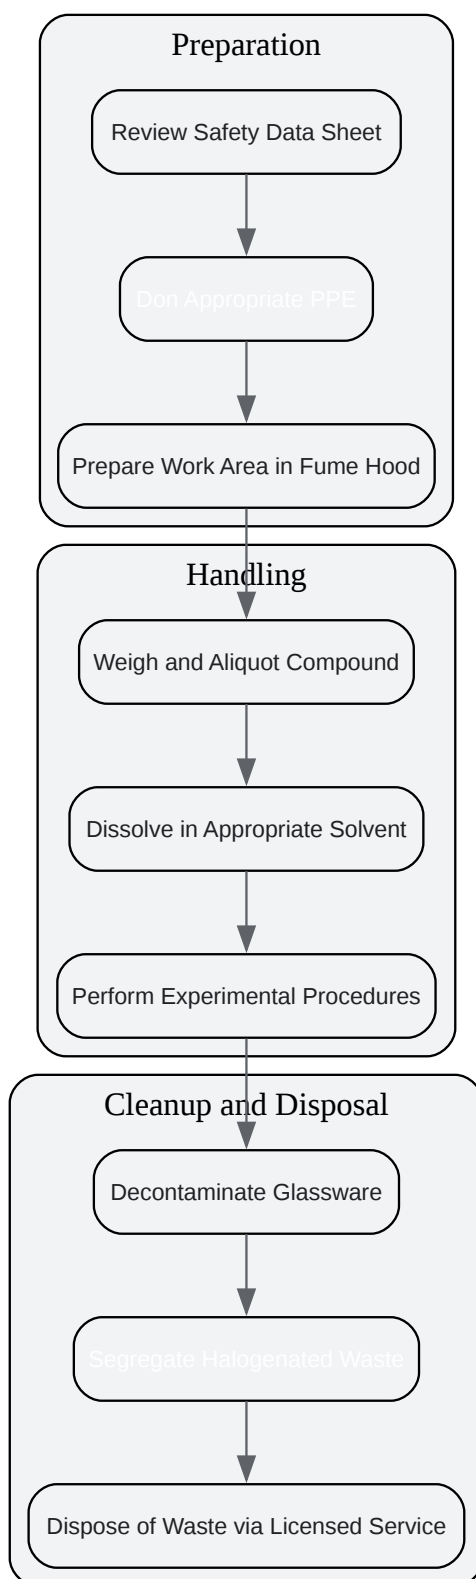 Preparation
Review Safety Data Sheet
Don Appropriate PPE
Prepare Work Area in Fume Hood
Handling
Weigh and Aliquot Compound
Dissolve in Appropriate Solvent
Perform Experimental Procedures
Cleanup and Disposal
Decontaminate Glassware
Segregate Halogenated Waste
Dispose of Waste via Licensed Service